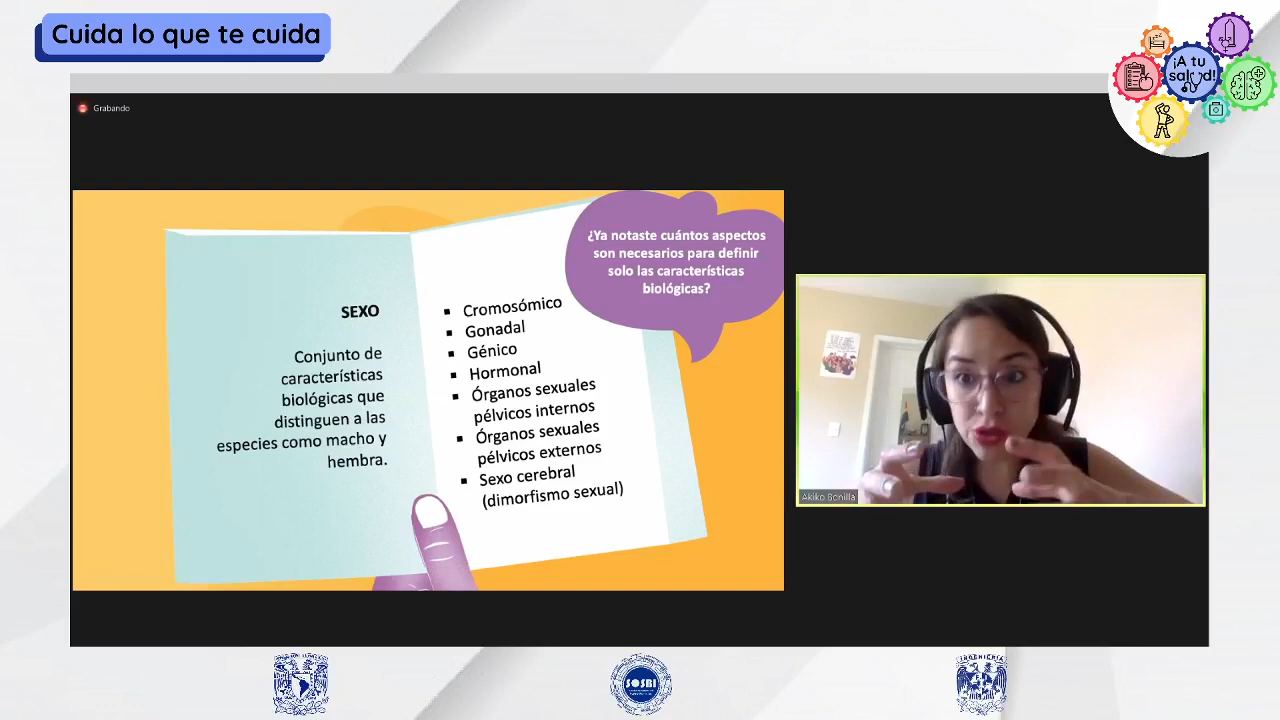 Cuida lo que te cuida
¡A tu
salud!
Grabando
¿Ya notaste cuántos aspectos
son necesarios para definir
solo las características
biológicas?
SEXO
Conjunto de
características
biológicas que
distinguen a las
especies como macho y
hembra.
▪ Cromosómico
▪ Gonadal
▪ Génico
▪ Hormonal
▪ Órganos sexuales
pélvicos internos
▪ Órganos sexuales
pélvicos externos
▪ Sexo cerebral
(dimorfismo sexual)
Akiko Bonilla
SOSBI
INGENIERIA